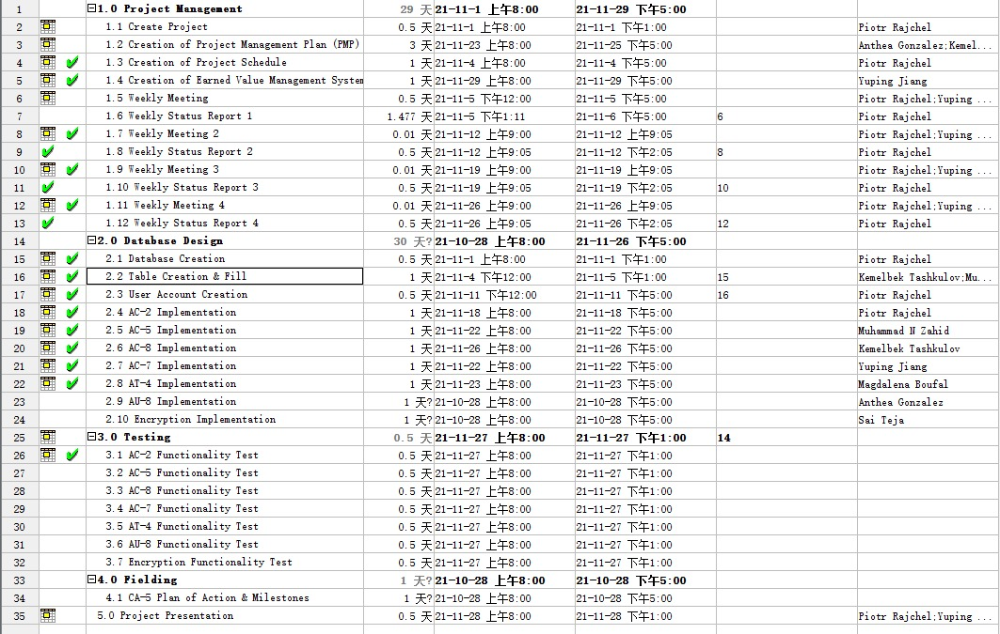 1 1.0 Project Management 29 天 21-11-1 上午8:00 21-11-29 下午5:00
2 1.1 Create Project 0.5 天 21-11-1 上午8:00 21-11-1 下午1:00 Piotr Rajchel
3 1.2 Creation of Project Management Plan (PMP) 3 天 21-11-23 上午8:00 21-11-25 下午5:00 Anthea Gonzalez;Kemel...
4 1.3 Creation of Project Schedule 1 天 21-11-4 上午8:00 21-11-4 下午5:00 Piotr Rajchel
5 1.4 Creation of Earned Value Management System 1 天 21-11-29 上午8:00 21-11-29 下午5:00 Yuping Jiang
6 1.5 Weekly Meeting 0.5 天 21-11-5 下午12:00 21-11-5 下午5:00 Piotr Rajchel;Yuping ...
7 1.6 Weekly Status Report 1 1.477 天 21-11-5 下午1:11 21-11-6 下午5:00 6 Piotr Rajchel
8 1.7 Weekly Meeting 2 0.01 天 21-11-12 上午9:00 21-11-12 上午9:05 Piotr Rajchel;Yuping ...
9 1.8 Weekly Status Report 2 0.5 天 21-11-12 上午9:05 21-11-12 下午2:05 8 Piotr Rajchel
10 1.9 Weekly Meeting 3 0.01 天 21-11-19 上午9:00 21-11-19 上午9:05 Piotr Rajchel;Yuping ...
11 1.10 Weekly Status Report 3 0.5 天 21-11-19 上午9:05 21-11-19 下午2:05 10 Piotr Rajchel
12 1.11 Weekly Meeting 4 0.01 天 21-11-26 上午9:00 21-11-26 上午9:05 Piotr Rajchel;Yuping ...
13 1.12 Weekly Status Report 4 0.5 天 21-11-26 上午9:05 21-11-26 下午2:05 12 Piotr Rajchel
14 2.0 Database Design 30 天? 21-10-28 上午8:00 21-11-26 下午5:00
15 2.1 Database Creation 0.5 天 21-11-1 上午8:00 21-11-1 下午1:00 Piotr Rajchel
16 2.2 Table Creation & Fill 1 天 21-11-4 下午12:00 21-11-5 下午1:00 15 Kemelbek Tashkulov;Mu...
17 2.3 User Account Creation 0.5 天 21-11-11 下午12:00 21-11-11 下午5:00 16 Piotr Rajchel
18 2.4 AC-2 Implementation 1 天 21-11-18 上午8:00 21-11-18 下午5:00 Piotr Rajchel
19 2.5 AC-5 Implementation 1 天 21-11-22 上午8:00 21-11-22 下午5:00 Muhammad N Zahid
20 2.6 AC-8 Implementation 1 天 21-11-26 上午8:00 21-11-26 下午5:00 Kemelbek Tashkulov
21 2.7 AC-7 Implementation 1 天 21-11-22 上午8:00 21-11-22 下午5:00 Yuping Jiang
22 2.8 AT-4 Implementation 1 天 21-11-23 上午8:00 21-11-23 下午5:00 Magdalena Boufal
23 2.9 AU-8 Implementation 1 天? 21-10-28 上午8:00 21-10-28 下午5:00 Anthea Gonzalez
24 2.10 Encryption Implementation 1 天? 21-10-28 上午8:00 21-10-28 下午5:00 Sai Teja
25 3.0 Testing 0.5 天 21-11-27 上午8:00 21-11-27 下午1:00 14
26 3.1 AC-2 Functionality Test 0.5 天 21-11-27 上午8:00 21-11-27 下午1:00
27 3.2 AC-5 Functionality Test 0.5 天 21-11-27 上午8:00 21-11-27 下午1:00
28 3.3 AC-8 Functionality Test 0.5 天 21-11-27 上午8:00 21-11-27 下午1:00
29 3.4 AC-7 Functionality Test 0.5 天 21-11-27 上午8:00 21-11-27 下午1:00
30 3.5 AT-4 Functionality Test 0.5 天 21-11-27 上午8:00 21-11-27 下午1:00
31 3.6 AU-8 Functionality Test 0.5 天 21-11-27 上午8:00 21-11-27 下午1:00
32 3.7 Encryption Functionality Test 0.5 天 21-11-27 上午8:00 21-11-27 下午1:00
33 4.0 Fielding 1 天? 21-10-28 上午8:00 21-10-28 下午5:00
34 4.1 CA-5 Plan of Action & Milestones 1 天? 21-10-28 上午8:00 21-10-28 下午5:00
35 5.0 Project Presentation 0.5 天 21-11-28 上午8:00 21-11-28 下午1:00 Piotr Rajchel;Yuping ...